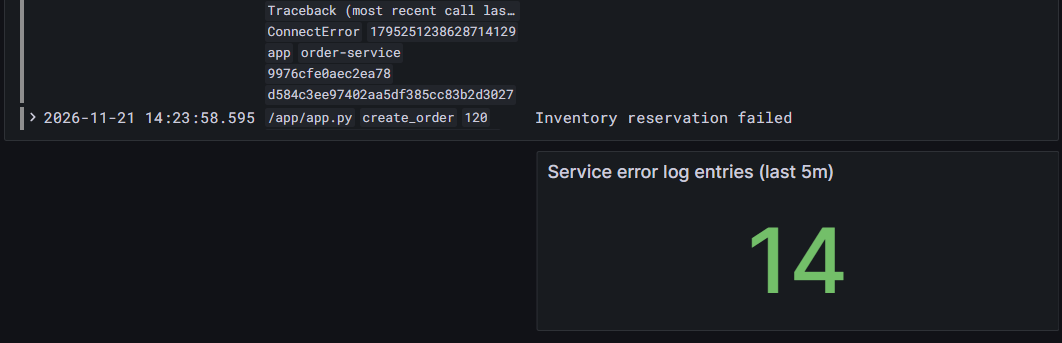 Traceback (most recent call las…
ConnectError 1795251238628714129
app order-service
9976cfe0aec2ea78
d584c3ee97402aa5df385cc83b2d3027
2026-11-21 14:23:58.595 /app/app.py create_order 120 Inventory reservation failed
Service error log entries (last 5m)
14